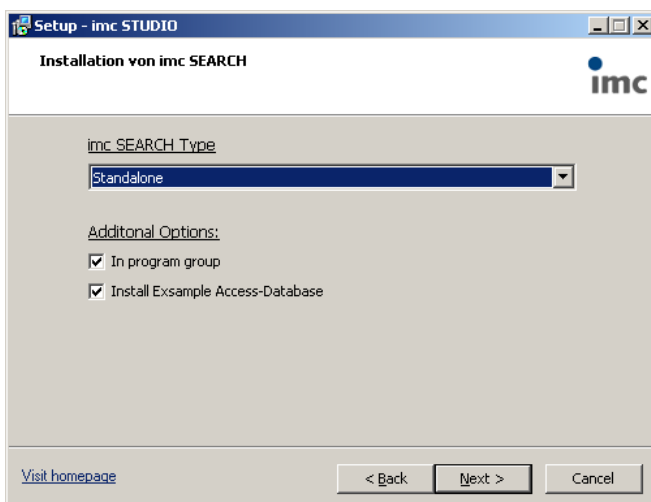 Setup - imc STUDIO
Installation von imc SEARCH
imc
imc SEARCH Type
Standalone
Additonal Options:
In program group
Install Exsample Access-Database
Visit homepage
< Back
Next >
Cancel